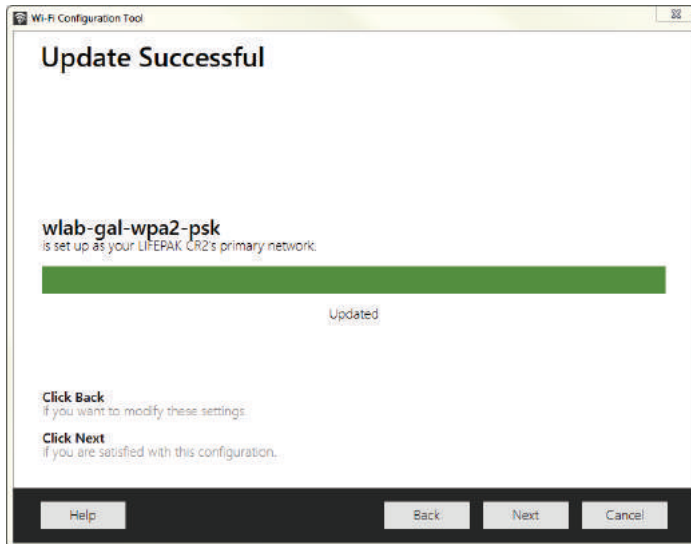 Wi-Fi Configuration Tool
Update Successful
wlab-gal-wpa2-psk
is set up as your LIFEPAK CR2's primary network.
Updated
Click Back
if you want to modify these settings.
Click Next
if you are satisfied with this configuration.
Help
Back
Next
Cancel